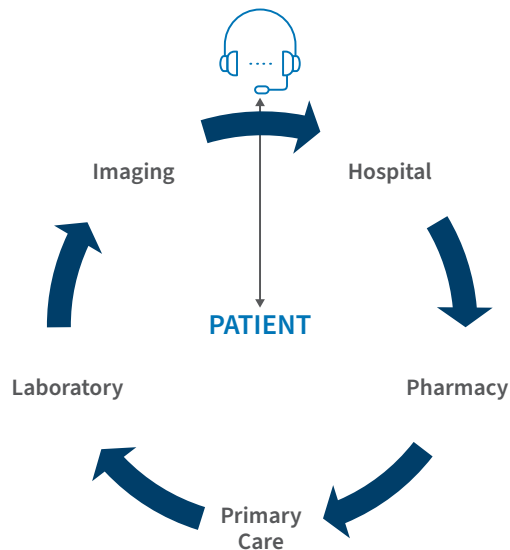 Imaging
Hospital
PATIENT
Laboratory
Pharmacy
Primary
Care